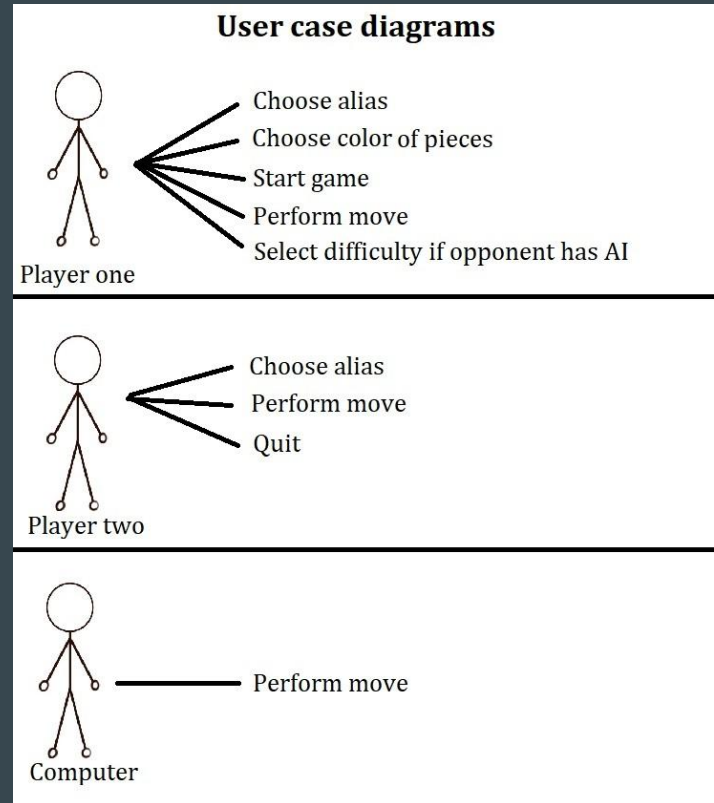 User case diagrams
Choose alias
Choose color of pieces
Start game
Perform move
Select difficulty if opponent has AI
Player one
Choose alias
Perform move
Quit
Player two
Perform move
Computer